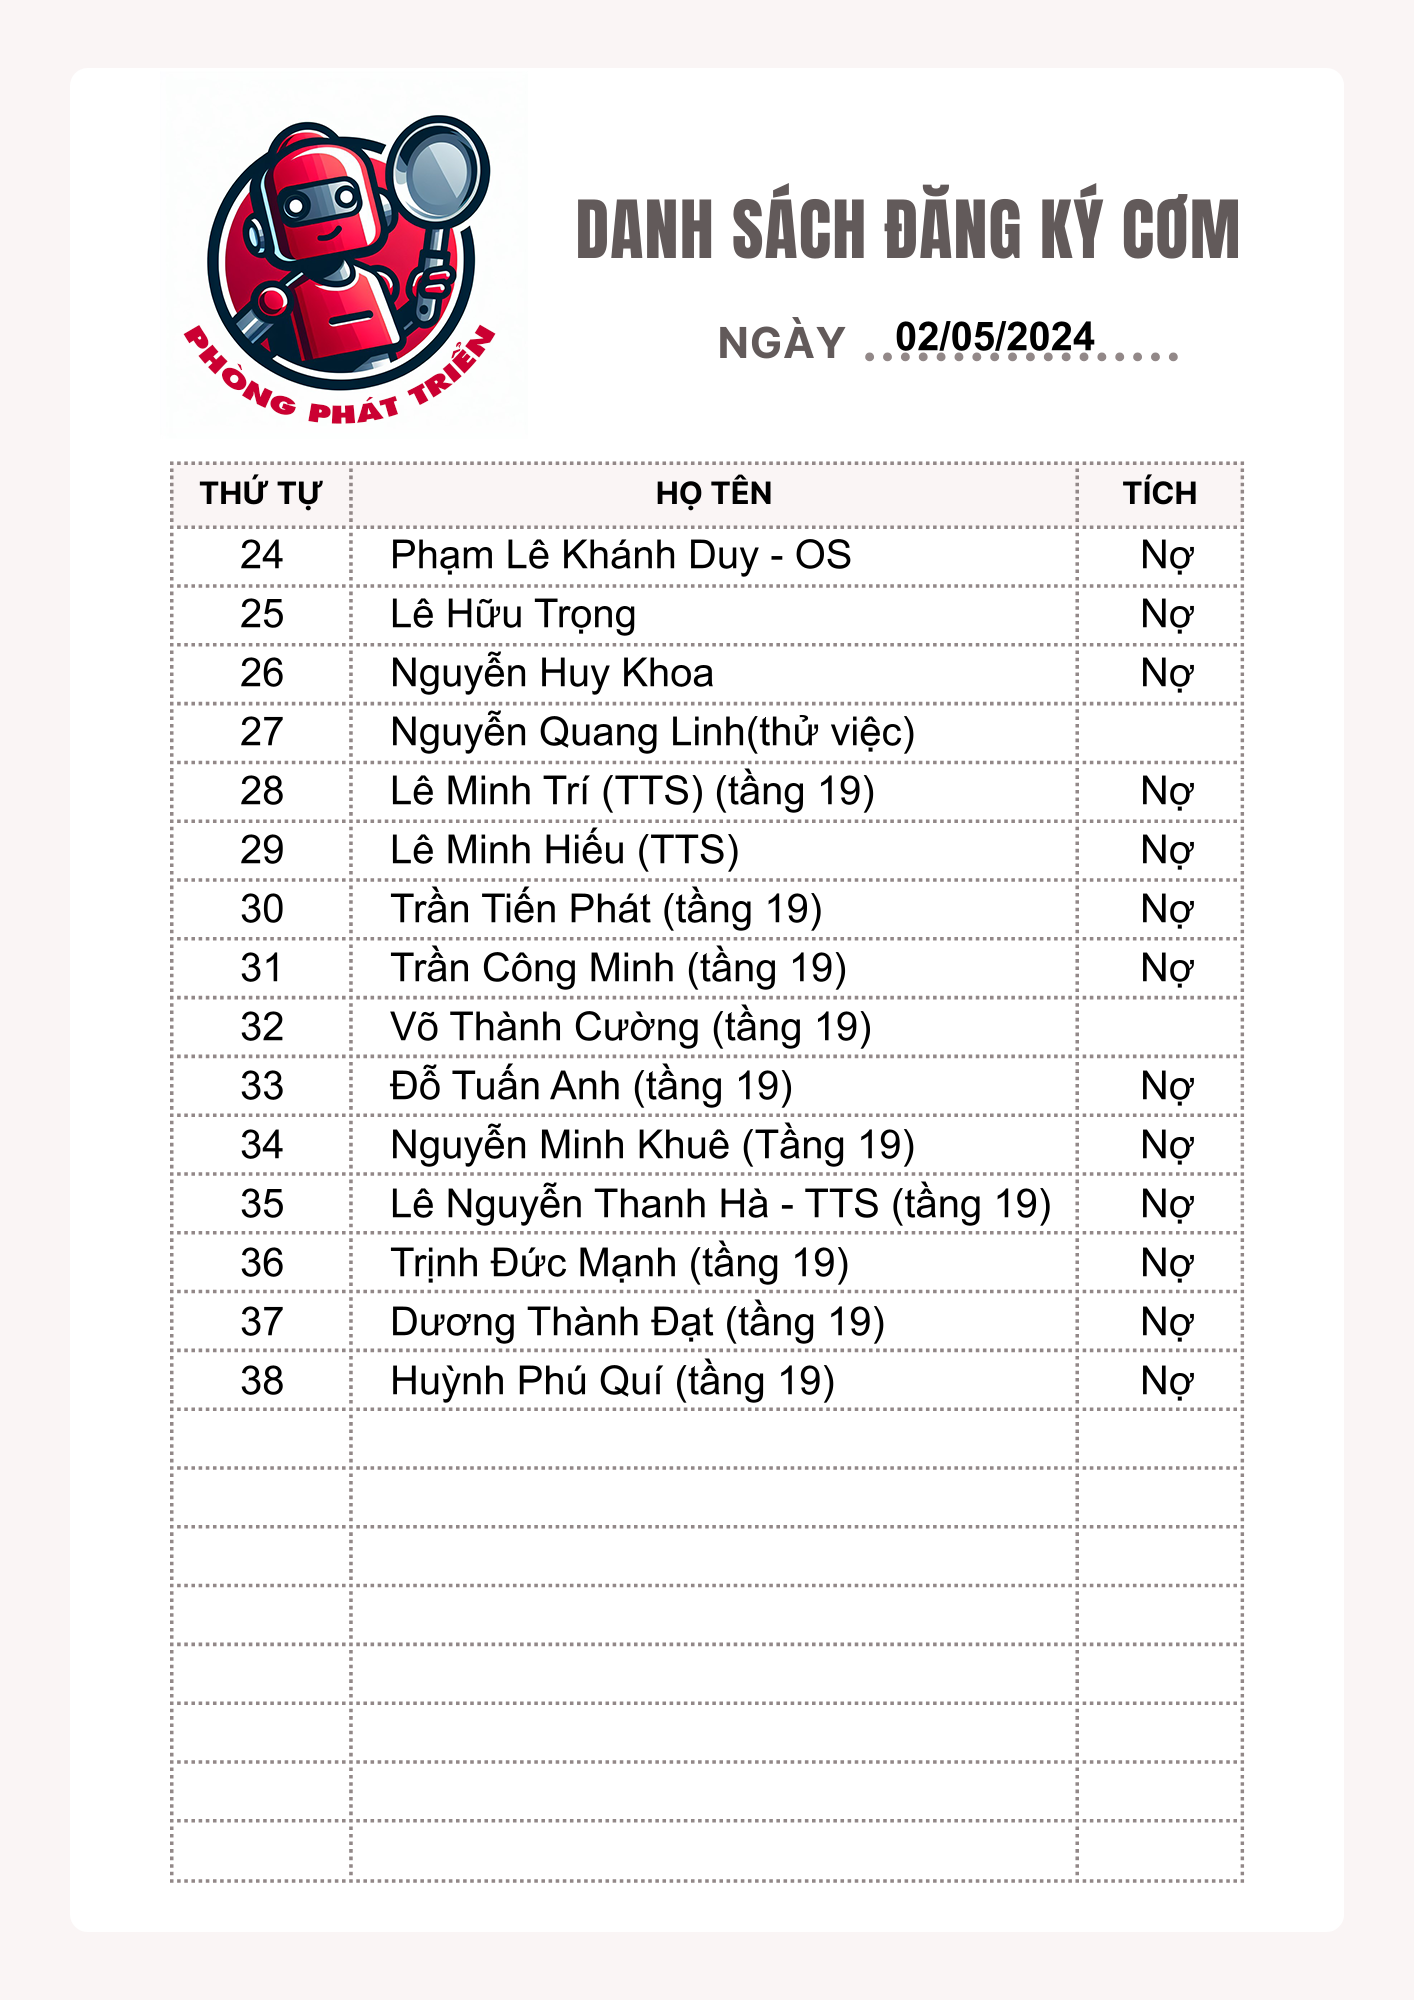 PHÒNG PHÁT TRIỂN
DANH SÁCH ĐĂNG KÝ CƠM
NGÀY 02/05/2024
THỨ TỰ HỌ TÊN TÍCH
24 Phạm Lê Khánh Duy - OS Nợ
25 Lê Hữu Trọng Nợ
26 Nguyễn Huy Khoa Nợ
27 Nguyễn Quang Linh(thử việc)
28 Lê Minh Trí (TTS) (tầng 19) Nợ
29 Lê Minh Hiếu (TTS) Nợ
30 Trần Tiến Phát (tầng 19) Nợ
31 Trần Công Minh (tầng 19) Nợ
32 Võ Thành Cường (tầng 19)
33 Đỗ Tuấn Anh (tầng 19) Nợ
34 Nguyễn Minh Khuê (Tầng 19) Nợ
35 Lê Nguyễn Thanh Hà - TTS (tầng 19) Nợ
36 Trịnh Đức Mạnh (tầng 19) Nợ
37 Dương Thành Đạt (tầng 19) Nợ
38 Huỳnh Phú Quí (tầng 19) Nợ